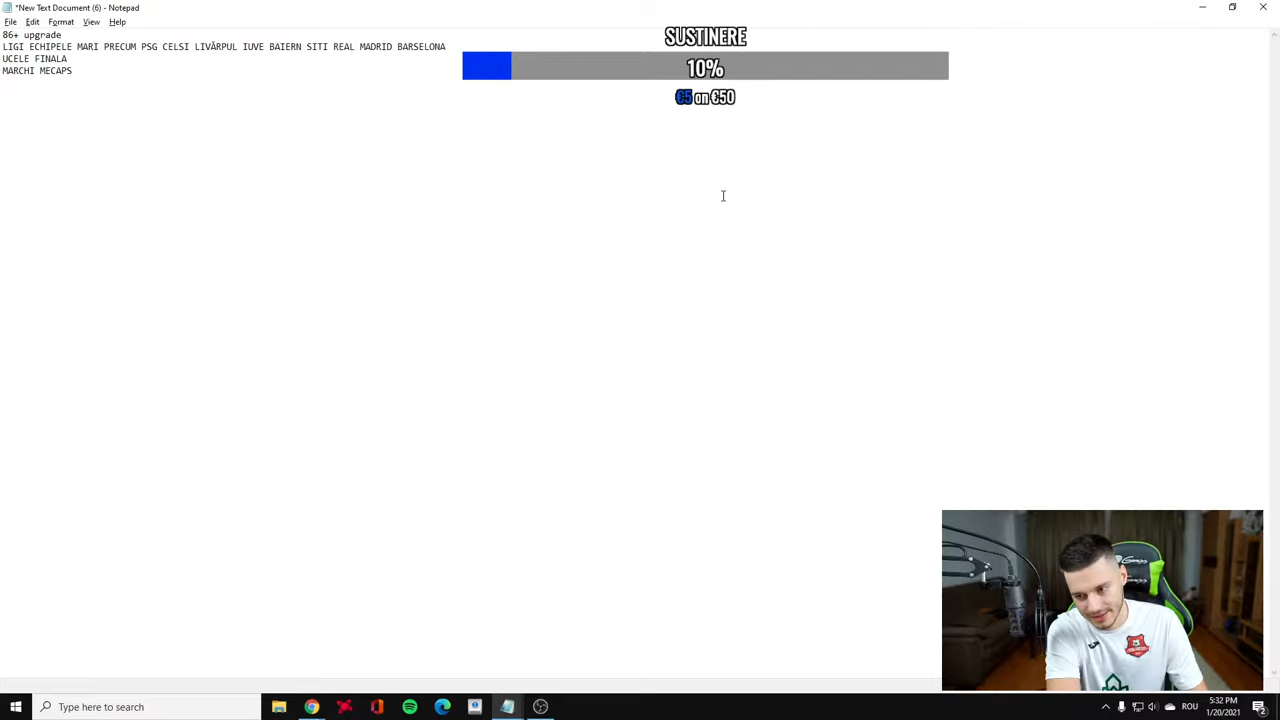 *New Text Document (6) - Notepad
File Edit Format View Help
86+ upgrade
LIGI ECHIPELE MARI PRECUM PSG CELSI LIVĂRPUL IUVE BAIERN SITI REAL MADRID BARSELONA
UCELE FINALA
MARCHI MECAPS
SUSTINERE
10%
€5 on €50
Type here to search
ROU
5:32 PM
1/20/2021
2